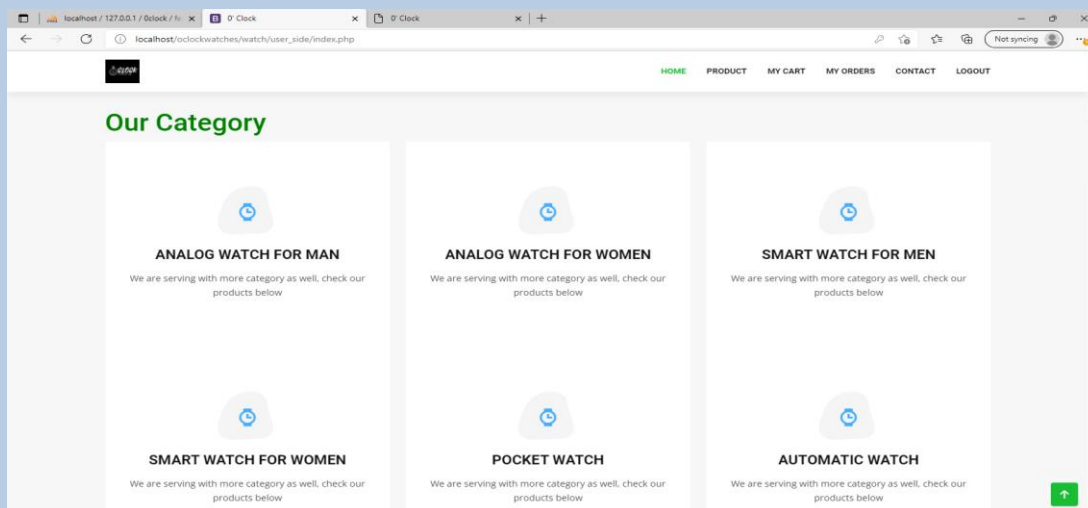 localhost / 127.0.0.1 / 0clock /
0' Clock
0' Clock
localhost/oclockwatches/watch/user_side/index.php
Not syncing
HOME PRODUCT MY CART MY ORDERS CONTACT LOGOUT
Our Category
ANALOG WATCH FOR MAN
We are serving with more category as well, check our
products below
ANALOG WATCH FOR WOMEN
We are serving with more category as well, check our
products below
SMART WATCH FOR MEN
We are serving with more category as well, check our
products below
SMART WATCH FOR WOMEN
We are serving with more category as well, check our
products below
POCKET WATCH
We are serving with more category as well, check our
products below
AUTOMATIC WATCH
We are serving with more category as well, check our
products below